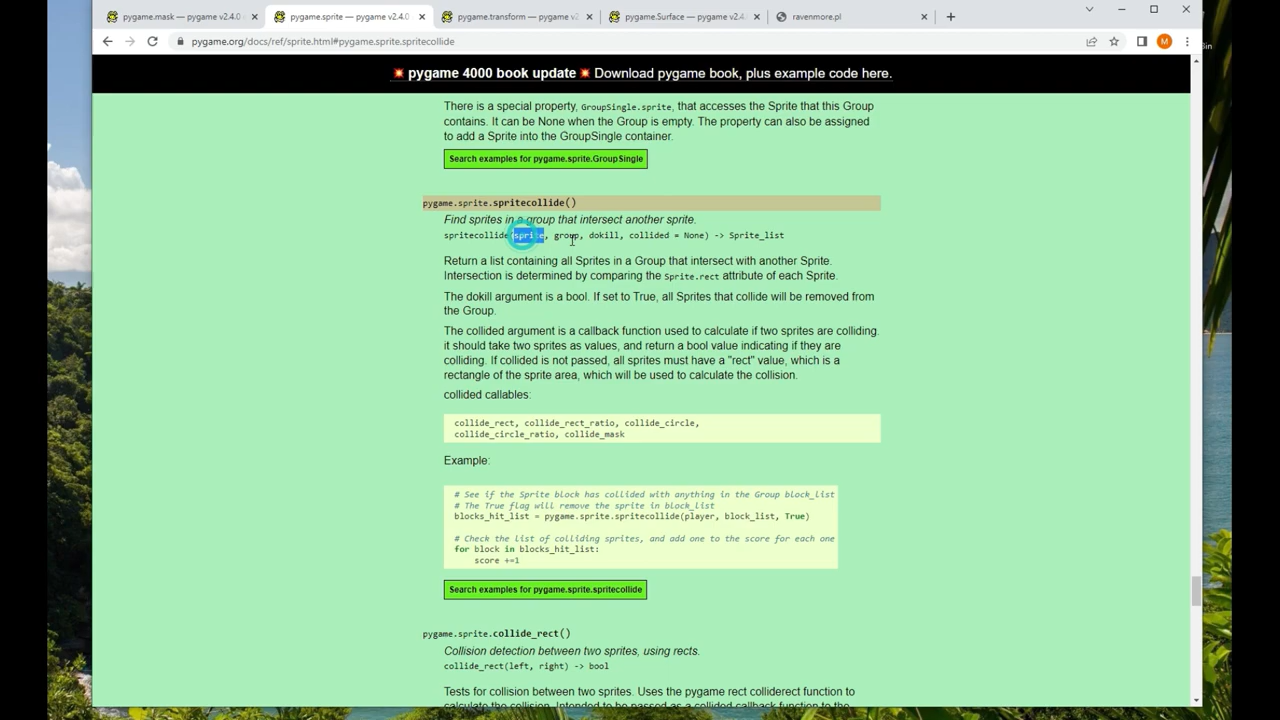 pygame.mask — pygame v2.4.0
pygame.sprite — pygame v2.4.0
pygame.transform — pygame v2
pygame.Surface — pygame v2.4
ravenmore.pl
pygame.org/docs/ref/sprite.html#pygame.sprite.spritecollide
M
Bin
pygame 4000 book update Download pygame book, plus example code here.
There is a special property, GroupSingle.sprite, that accesses the Sprite that this Group
contains. It can be None when the Group is empty. The property can also be assigned
to add a Sprite into the GroupSingle container.
Search examples for pygame.sprite.GroupSingle
pygame.sprite.spritecollide()
Find sprites in a group that intersect another sprite.
spritecollide(sprite, group, dokill, collided = None) -> Sprite_list
Return a list containing all Sprites in a Group that intersect with another Sprite.
Intersection is determined by comparing the Sprite.rect attribute of each Sprite.
The dokill argument is a bool. If set to True, all Sprites that collide will be removed from
the Group.
The collided argument is a callback function used to calculate if two sprites are colliding.
it should take two sprites as values, and return a bool value indicating if they are
colliding. If collided is not passed, all sprites must have a "rect" value, which is a
rectangle of the sprite area, which will be used to calculate the collision.
collided callables:
collide_rect, collide_rect_ratio, collide_circle,
collide_circle_ratio, collide_mask
Example:
# See if the Sprite block has collided with anything in the Group block_list
# The True flag will remove the sprite in block_list
blocks_hit_list = pygame.sprite.spritecollide(player, block_list, True)
# Check the list of colliding sprites, and add one to the score for each one
for block in blocks_hit_list:
score +=1
Search examples for pygame.sprite.spritecollide
pygame.sprite.collide_rect()
Collision detection between two sprites, using rects.
collide_rect(left, right) -> bool
Tests for collision between two sprites. Uses the pygame rect colliderect function to
calculate the collision. Intended to be passed as a collided callback function to the